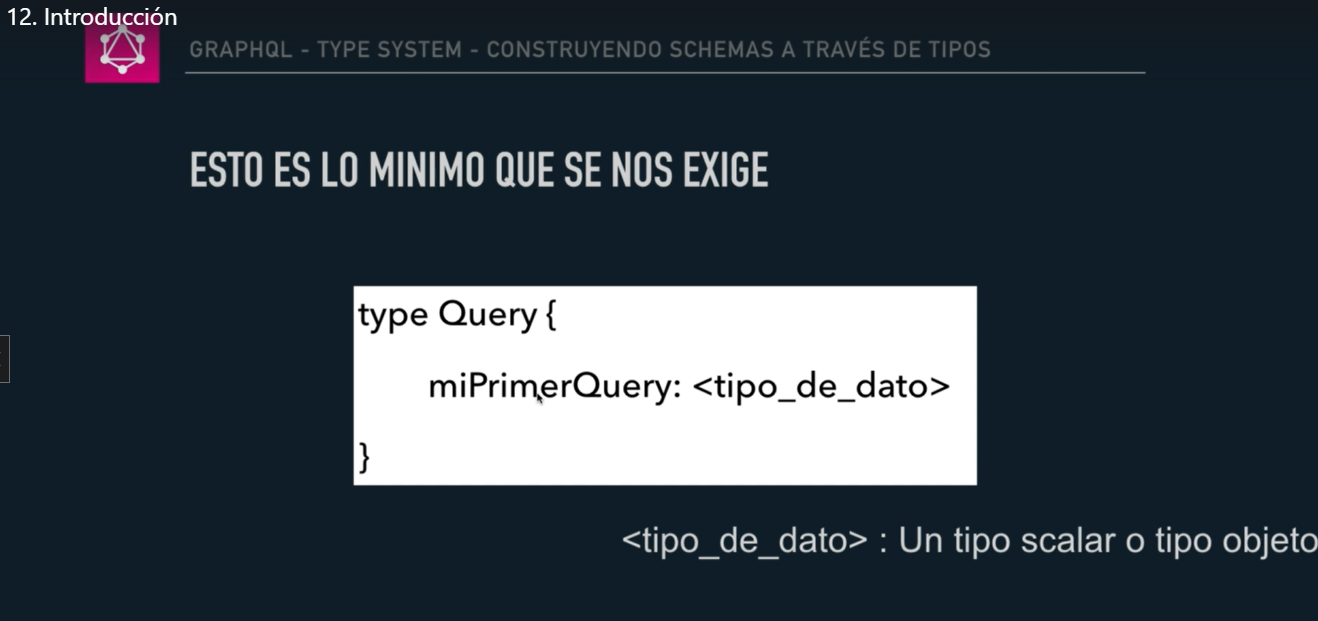 12. Introducción
GRAPHQL - TYPE SYSTEM - CONSTRUYENDO SCHEMAS A TRAVÉS DE TIPOS
ESTO ES LO MINIMO QUE SE NOS EXIGE
type Query {
miPrimerQuery: <tipo_de_dato>
}
<tipo_de_dato> : Un tipo scalar o tipo objeto